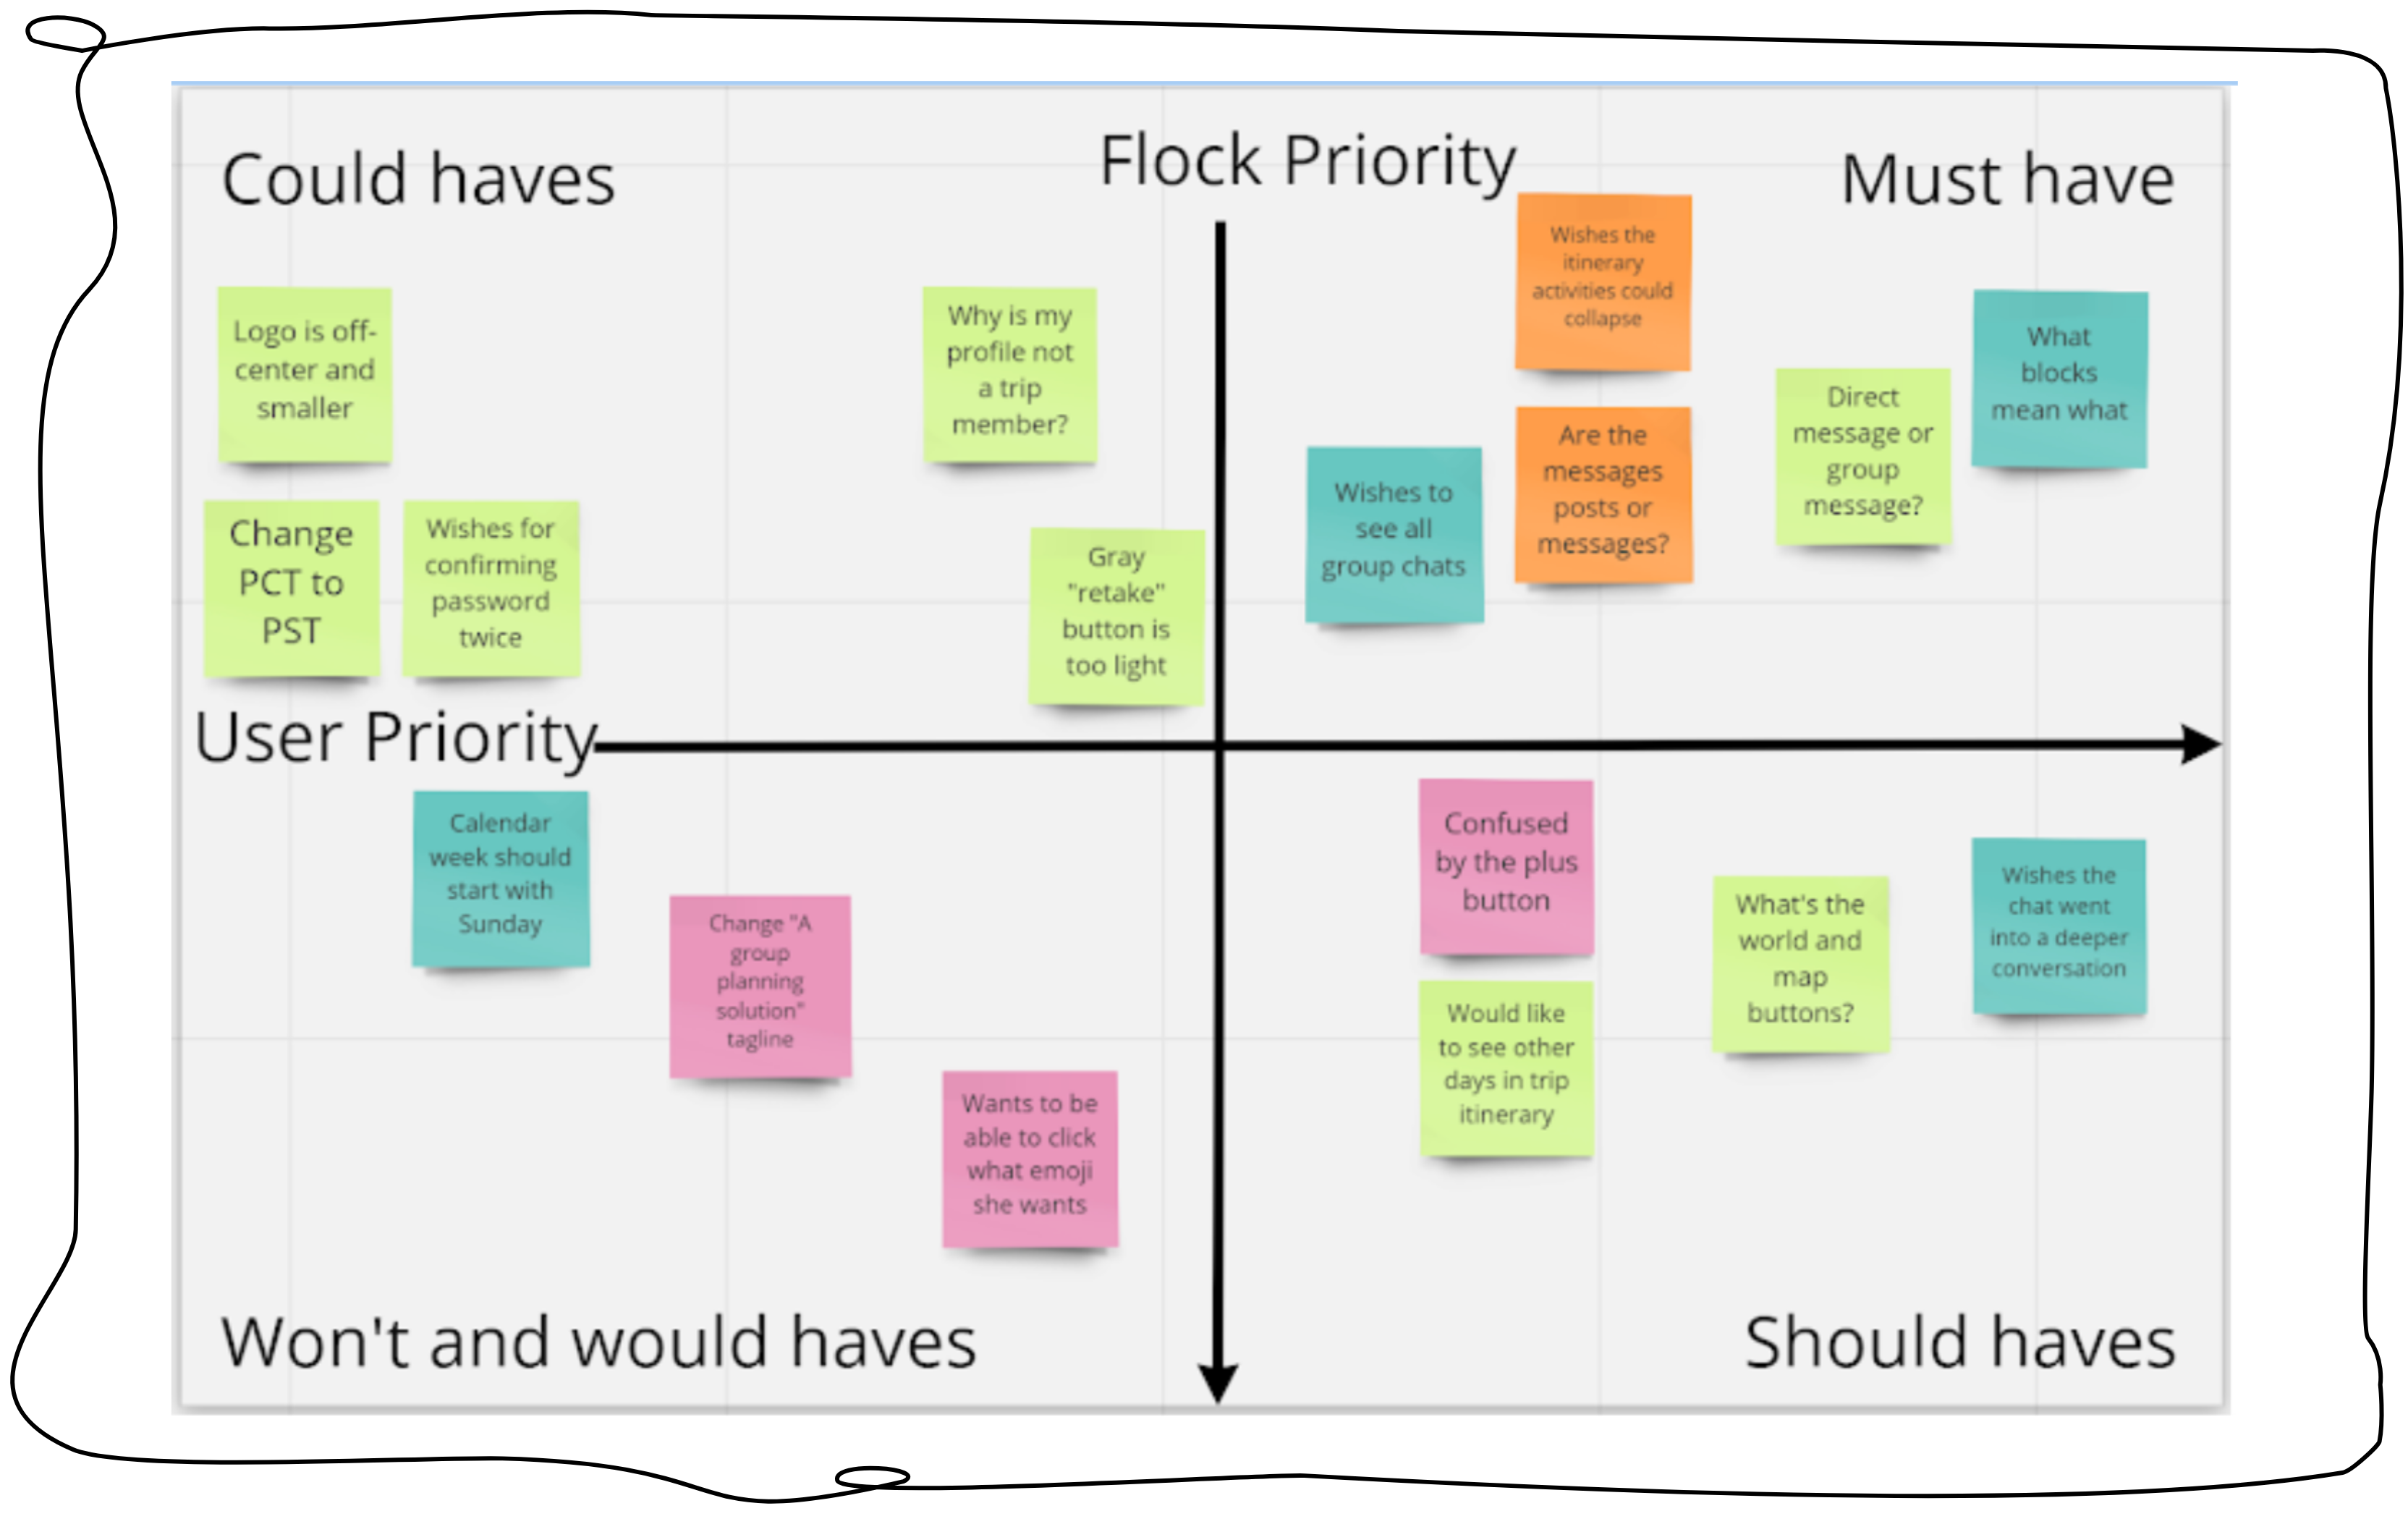 Could haves
Flock Priority
Must have
Logo is off-
center and
smaller
Why is my
profile not
a trip
member?
Change
PCT to
PST
Wishes for
confirming
password
twice
Gray
"retake"
button is
too light
Wishes the
itinerary
activities could
collapse
Wishes to
see all
group chats
Are the
messages
posts or
messages?
Direct
message or
group
message?
What
blocks
mean what
User Priority
Calendar
week should
start with
Sunday
Change "A
group
planning
solution"
tagline
Wants to be
able to click
what emoji
she wants
Confused
by the plus
button
Would like
to see other
days in trip
itinerary
What's the
world and
map
buttons?
Wishes the
chat went
into a deeper
conversation
Won't and would haves
Should haves